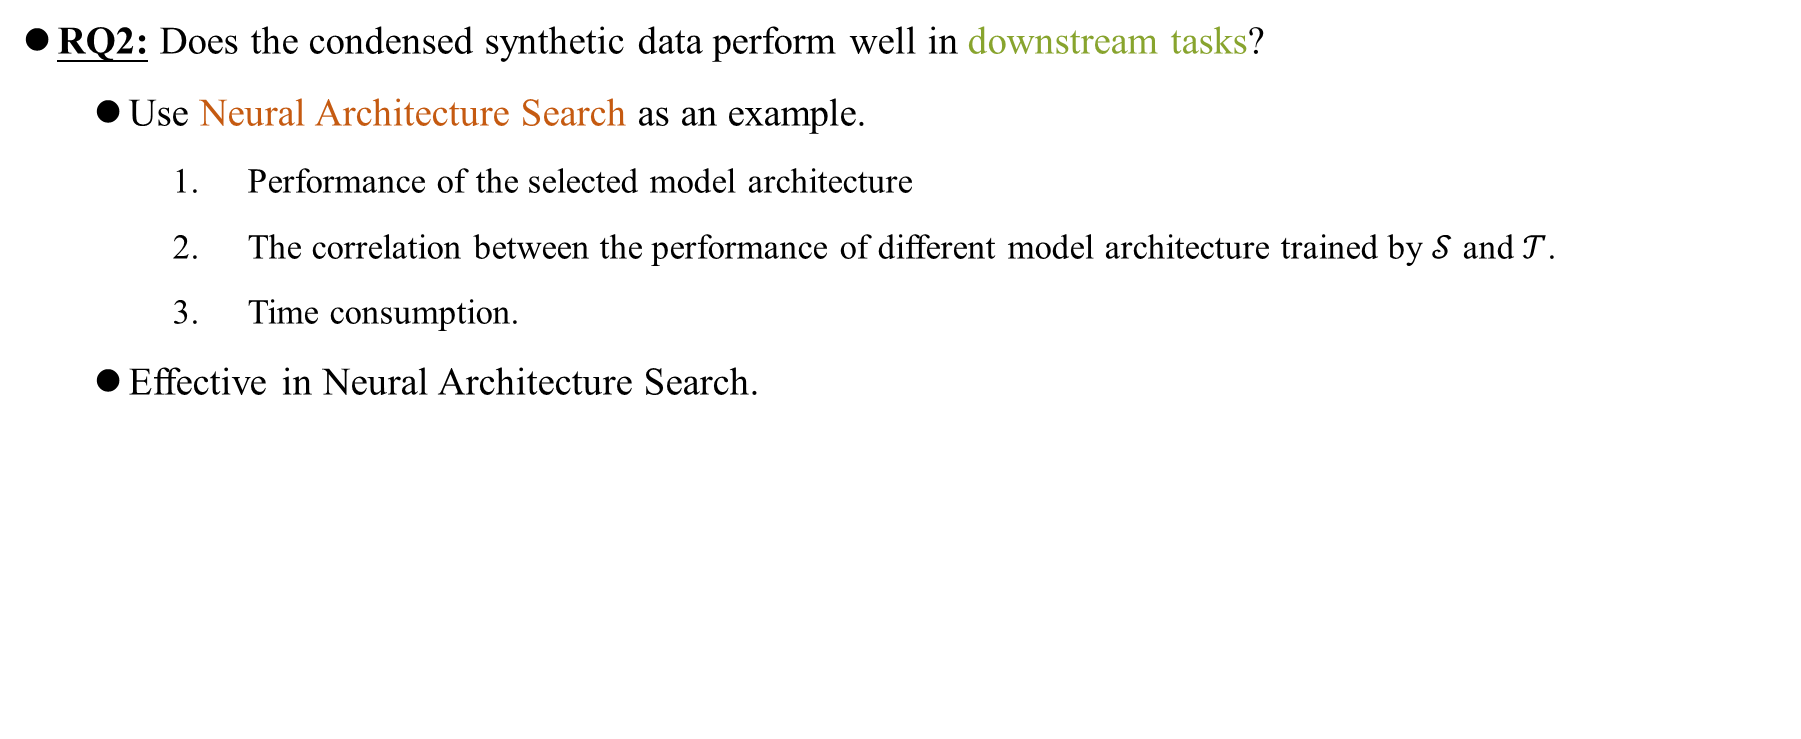 ● RQ2: Does the condensed synthetic data perform well in downstream tasks?
● Use Neural Architecture Search as an example.
1. Performance of the selected model architecture
2. The correlation between the performance of different model architecture trained by 𝒮 and 𝒯.
3. Time consumption.
● Effective in Neural Architecture Search.